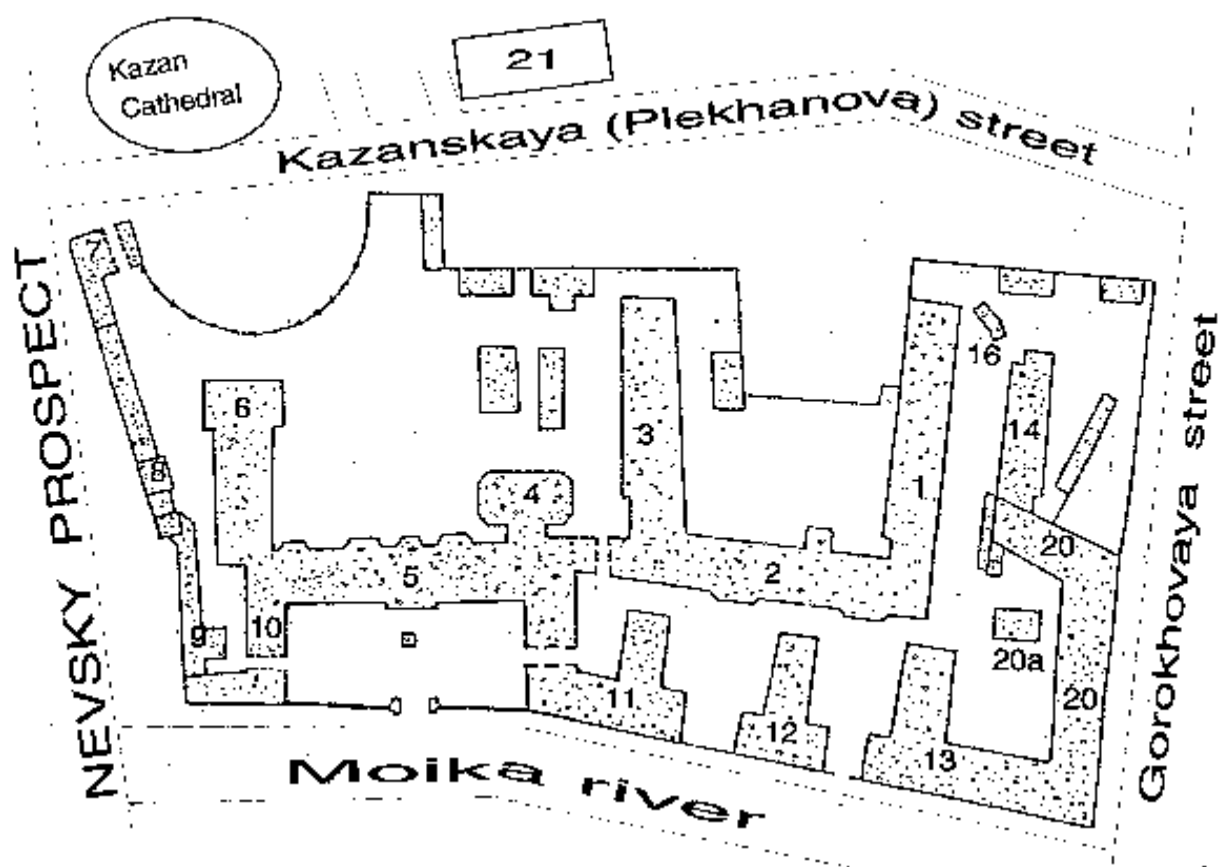 Kazan
Cathedral
21
Kazanskaya (Plekhanova) street
NEVSKY PROSPECT
Gorokhovaya street
7
16
6
3
14
8
1
4
20
5
2
9
10
20a
11
20
12
13
Moika river